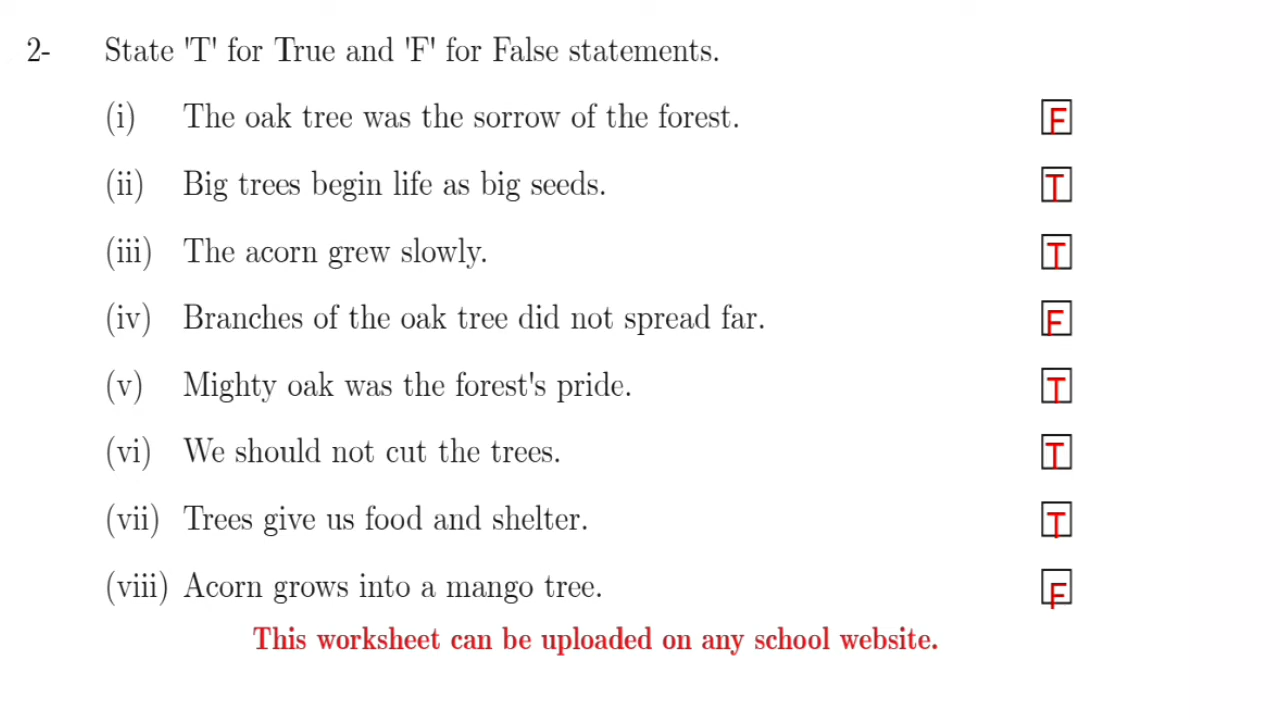 2- State 'T' for True and 'F' for False statements.
(i) The oak tree was the sorrow of the forest. F
(ii) Big trees begin life as big seeds. T
(iii) The acorn grew slowly. T
(iv) Branches of the oak tree did not spread far. F
(v) Mighty oak was the forest's pride. T
(vi) We should not cut the trees. T
(vii) Trees give us food and shelter. T
(viii) Acorn grows into a mango tree. F
This worksheet can be uploaded on any school website.